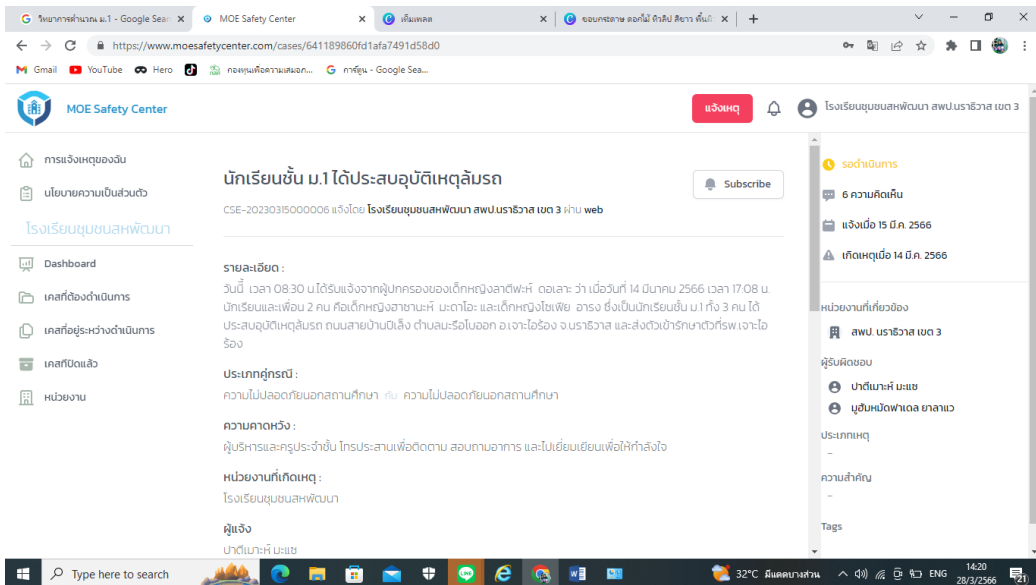 วิทยาการคำนวณ ม.1 - Google Sear
MOE Safety Center
เท็มเพลต
ขอบกระดาษ ดอกไม้ ทิวลิป สีขาว พื้นผิ
https://www.moesafetycenter.com/cases/641189860fd1afa7491d58d0
Gmail
YouTube
Hero
กองทุนเพื่อความเสมอภ...
การ์ตูน - Google Sea...
MOE Safety Center
แจ้งเหตุ
โรงเรียนชุมชนสหพัฒนา สพป.นราธิวาส เขต 3
การแจ้งเหตุของฉัน
นโยบายความเป็นส่วนตัว
โรงเรียนชุมชนสหพัฒนา
Dashboard
เคสที่ต้องดำเนินการ
เคสที่อยู่ระหว่างดำเนินการ
เคสที่ปิดแล้ว
หน่วยงาน
นักเรียนชั้น ม.1 ได้ประสบอุบัติเหตุล้มรถ
Subscribe
CSE-20230315000006 แจ้งโดย โรงเรียนชุมชนสหพัฒนา สพป.นราธิวาส เขต 3 ผ่าน web
รายละเอียด :
วันนี้ เวลา 08.30 น.ได้รับแจ้งจากผู้ปกครองของเด็กหญิงลาตีฟะห์ ดอเลาะ ว่า เมื่อวันที่ 14 มีนาคม 2566 เวลา 17.08 น.
นักเรียนและเพื่อน 2 คน คือเด็กหญิงฮาซานะห์ มะดาโอะ และเด็กหญิงโซเฟีย อารง ซึ่งเป็นนักเรียนชั้น ม.1 ทั้ง 3 คน ได้
ประสบอุบัติเหตุล้มรถ ถนนสายบ้านปีเล็ง ตำบลมะรือโบออก อ.เจาะไอร้อง จ.นราธิวาส และส่งตัวเข้ารักษาตัวที่รพ.เจาะไอ
ร้อง
ประเภทคู่กรณี :
ความไม่ปลอดภัยนอกสถานศึกษา กับ ความไม่ปลอดภัยนอกสถานศึกษา
ความคาดหวัง :
ผู้บริหารและครูประจำชั้น โทรประสานเพื่อติดตาม สอบถามอาการ และไปเยี่ยมเยียนเพื่อให้กำลังใจ
หน่วยงานที่เกิดเหตุ :
โรงเรียนชุมชนสหพัฒนา
ผู้แจ้ง
ปาตีเมาะห์ มะแซ
รอดำเนินการ
6 ความคิดเห็น
แจ้งเมื่อ 15 มี.ค. 2566
เกิดเหตุเมื่อ 14 มี.ค. 2566
หน่วยงานที่เกี่ยวข้อง
สพป. นราธิวาส เขต 3
ผู้รับผิดชอบ
ปาตีเมาะห์ มะแซ
มูฮัมหมัดฟาเดล ยาลาแว
ประเภทเหตุ
-
ความสำคัญ
-
Tags
Type here to search
32°C มีแดดบางส่วน
ENG
14:20
28/3/2566